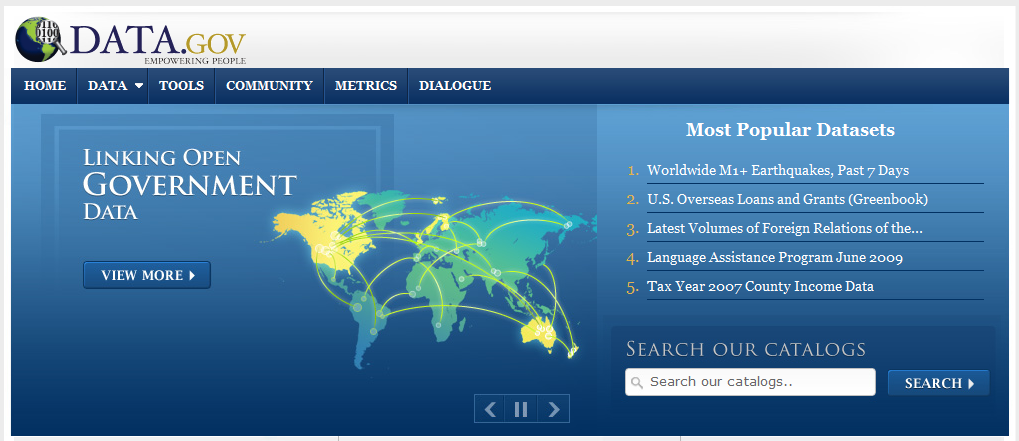 0110
0100
0110
DATA.GOV
EMPOWERING PEOPLE
HOME DATA TOOLS COMMUNITY METRICS DIALOGUE
LINKING OPEN
GOVERNMENT
DATA
VIEW MORE
Most Popular Datasets
1. Worldwide M1+ Earthquakes, Past 7 Days
2. U.S. Overseas Loans and Grants (Greenbook)
3. Latest Volumes of Foreign Relations of the...
4. Language Assistance Program June 2009
5. Tax Year 2007 County Income Data
SEARCH OUR CATALOGS
Search our catalogs..
SEARCH